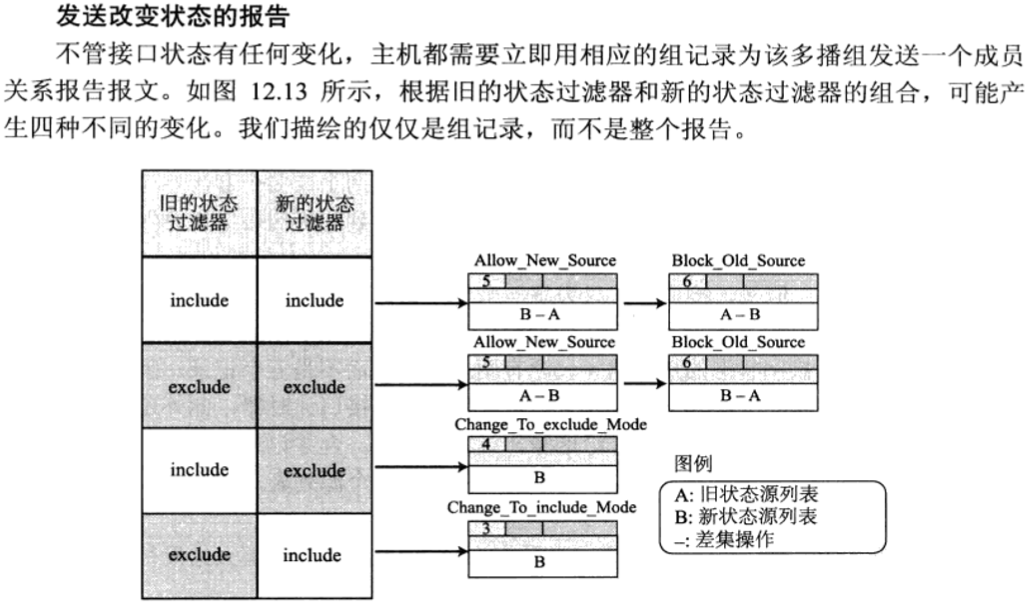 发送改变状态的报告
不管接口状态有任何变化，主机都需要立即用相应的组记录为该多播组发送一个成员
关系报告报文。如图 12.13 所示，根据旧的状态过滤器和新的状态过滤器的组合，可能产
生四种不同的变化。我们描绘的仅仅是组记录，而不是整个报告。
旧的状态
过滤器
新的状态
过滤器
include
include
Allow_New_Source
5
B – A
Block_Old_Source
6
A – B
exclude
exclude
Allow_New_Source
5
A – B
Block_Old_Source
6
B – A
include
exclude
Change_To_exclude_Mode
4
B
exclude
include
Change_To_include_Mode
3
B
图例
A: 旧状态源列表
B: 新状态源列表
–: 差集操作